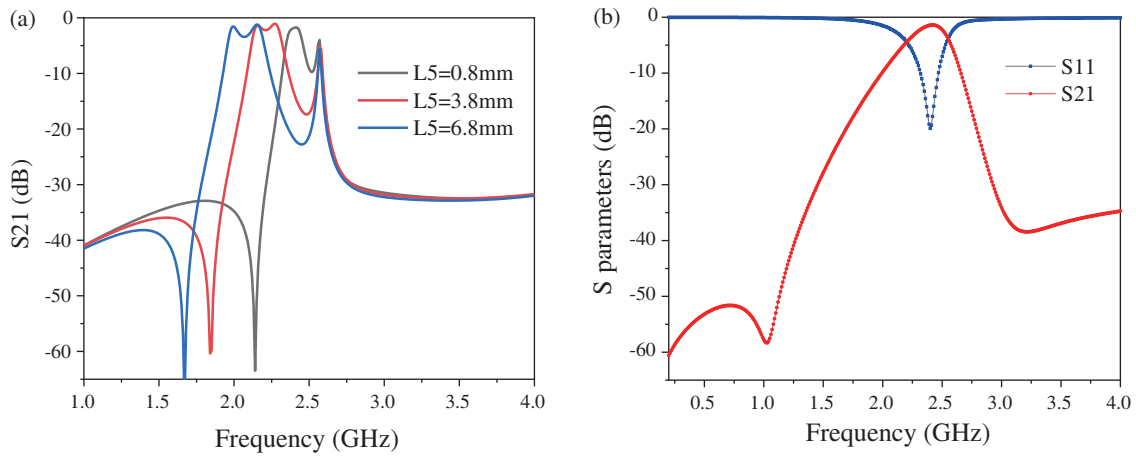 (a)
S21 (dB)
0
-10
-20
-30
-40
-50
-60
L5=0.8mm
L5=3.8mm
L5=6.8mm
1.0 1.5 2.0 2.5 3.0 3.5 4.0
Frequency (GHz)
(b)
S parameters (dB)
0
-10
-20
-30
-40
-50
-60
S11
S21
0.5 1.0 1.5 2.0 2.5 3.0 3.5 4.0
Frequency (GHz)